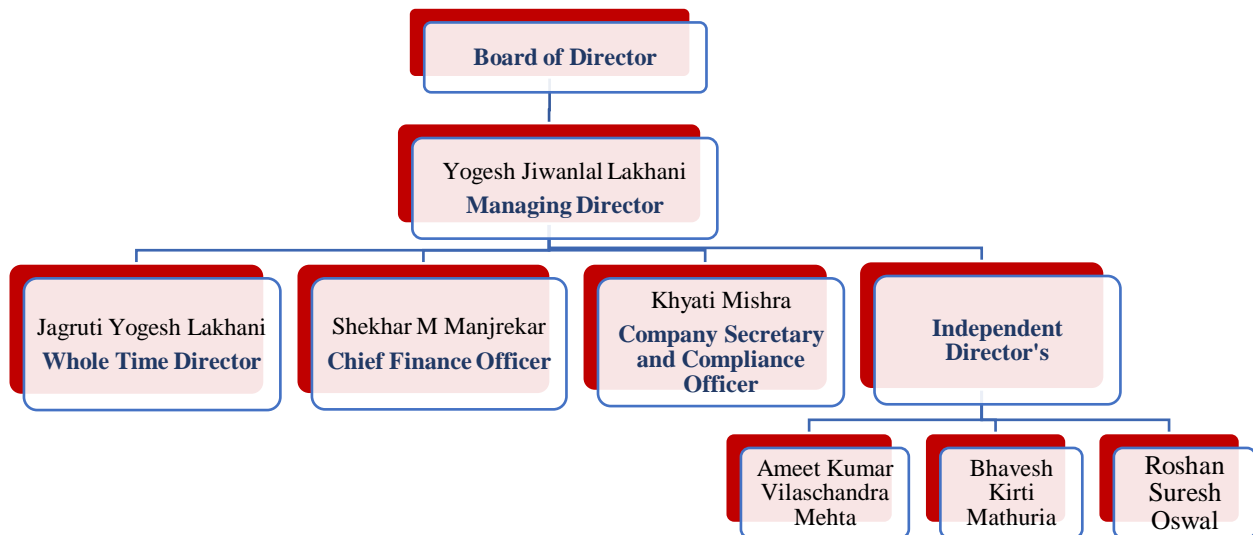 Board of Director
Yogesh Jiwanlal Lakhani
Managing Director
Jagruti Yogesh Lakhani
Whole Time Director
Shekhar M Manjrekar
Chief Finance Officer
Khyati Mishra
Company Secretary
and Compliance
Officer
Independent
Director's
Ameet Kumar
Vilaschandra
Mehta
Bhavesh
Kirti
Mathuria
Roshan
Suresh
Oswal